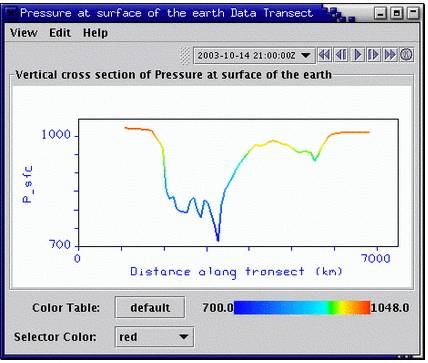 Pressure at surface of the earth Data Transect
View Edit Help
2003-10-14 21:00:00Z
Vertical cross section of Pressure at surface of the earth
1000
P_sfc
700
0 7000
Distance along transect (km)
Color Table: default 700.0 1048.0
Selector Color: red